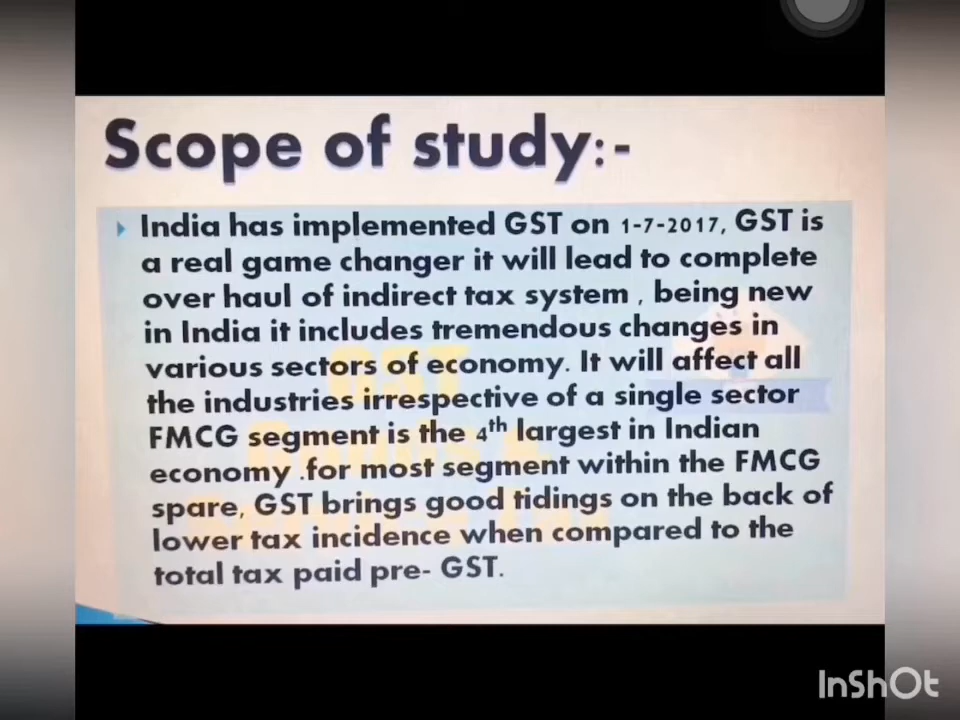 Scope of study:-
India has implemented GST on 1-7-2017, GST is
a real game changer it will lead to complete
over haul of indirect tax system , being new
in India it includes tremendous changes in
various sectors of economy. It will affect all
the industries irrespective of a single sector
FMCG segment is the 4th largest in Indian
economy .for most segment within the FMCG
spare, GST brings good tidings on the back of
lower tax incidence when compared to the
total tax paid pre- GST.
GST
InShOt